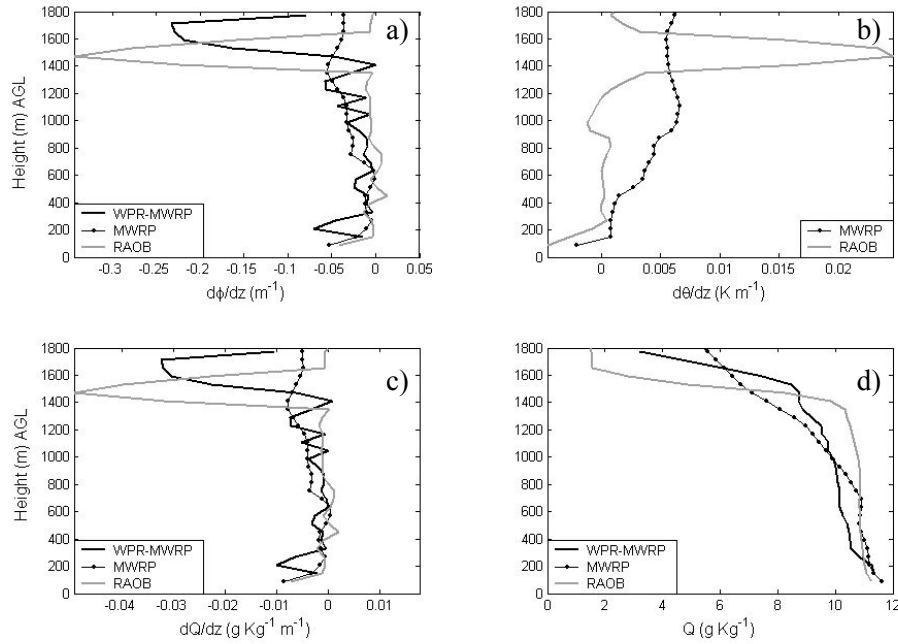 a)
1800
1600
1400
1200
1000
800
600
400
200
0
Height (m) AGL
WPR-MWRP
MWRP
RAOB
-0.3 -0.25 -0.2 -0.15 -0.1 -0.05 0 0.05
dϕ/dz (m⁻¹)
b)
1800
1600
1400
1200
1000
800
600
400
200
0
MWRP
RAOB
0 0.005 0.01 0.015 0.02
dθ/dz (K m⁻¹)
c)
1800
1600
1400
1200
1000
800
600
400
200
0
Height (m) AGL
WPR-MWRP
MWRP
RAOB
-0.04 -0.03 -0.02 -0.01 0 0.01
dQ/dz (g Kg⁻¹ m⁻¹)
d)
1800
1600
1400
1200
1000
800
600
400
200
0
WPR-MWRP
MWRP
RAOB
0 2 4 6 8 10 12
Q (g Kg⁻¹)